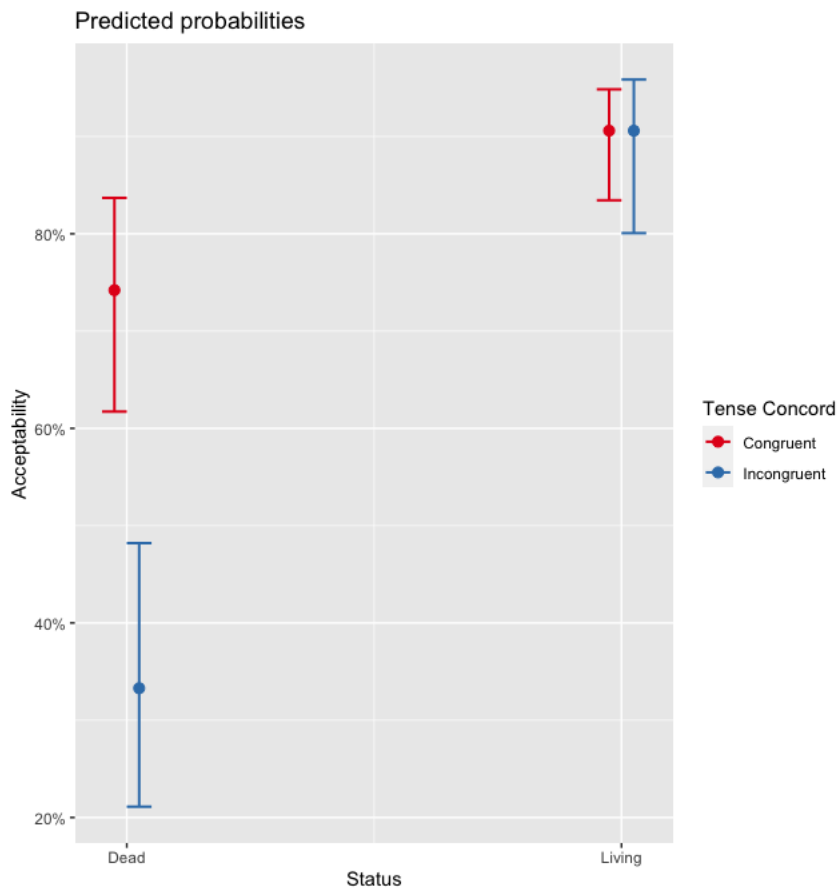 Predicted probabilities
80%
60%
40%
20%
Acceptability
Dead
Living
Status
Tense Concord
Congruent
Incongruent